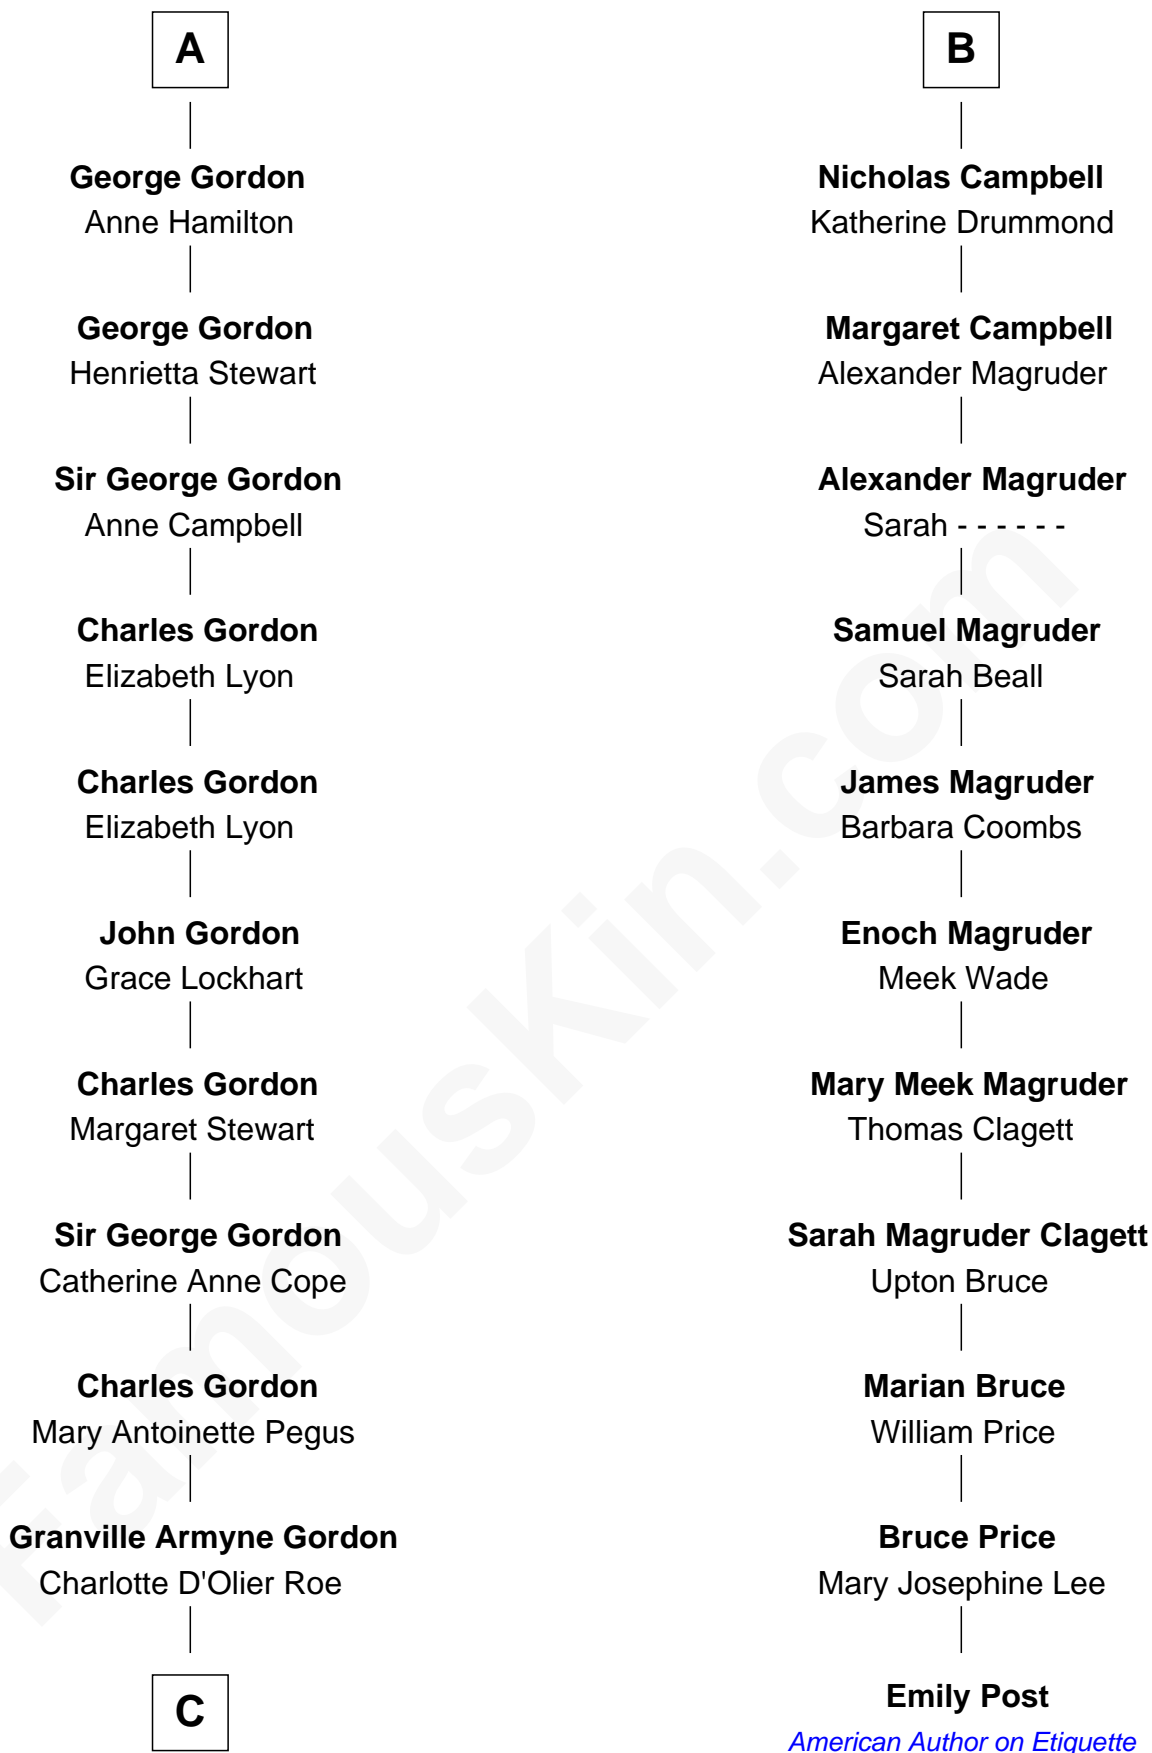 A
George Gordon
Anne Hamilton
George Gordon
Henrietta Stewart
Sir George Gordon
Anne Campbell
Charles Gordon
Elizabeth Lyon
Charles Gordon
Elizabeth Lyon
John Gordon
Grace Lockhart
Charles Gordon
Margaret Stewart
Sir George Gordon
Catherine Anne Cope
Charles Gordon
Mary Antoinette Pegus
Granville Armyne Gordon
Charlotte D'Olier Roe
C
B
Nicholas Campbell
Katherine Drummond
Margaret Campbell
Alexander Magruder
Alexander Magruder
Sarah - - - - - -
Samuel Magruder
Sarah Beall
James Magruder
Barbara Coombs
Enoch Magruder
Meek Wade
Mary Meek Magruder
Thomas Clagett
Sarah Magruder Clagett
Upton Bruce
Marian Bruce
William Price
Bruce Price
Mary Josephine Lee
Emily Post
American Author on Etiquette
FamousKin.com